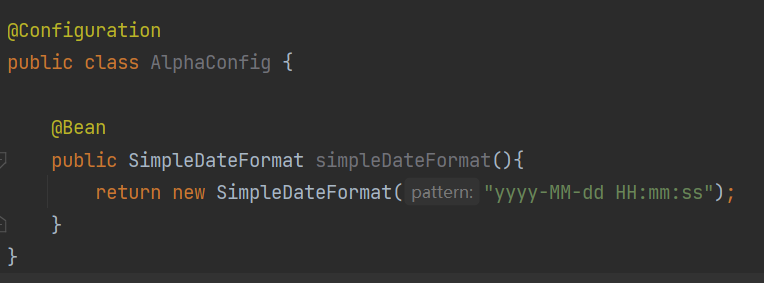 @Configuration
public class AlphaConfig {
@Bean
public SimpleDateFormat simpleDateFormat(){
return new SimpleDateFormat( pattern: "yyyy-MM-dd HH:mm:ss");
}
}